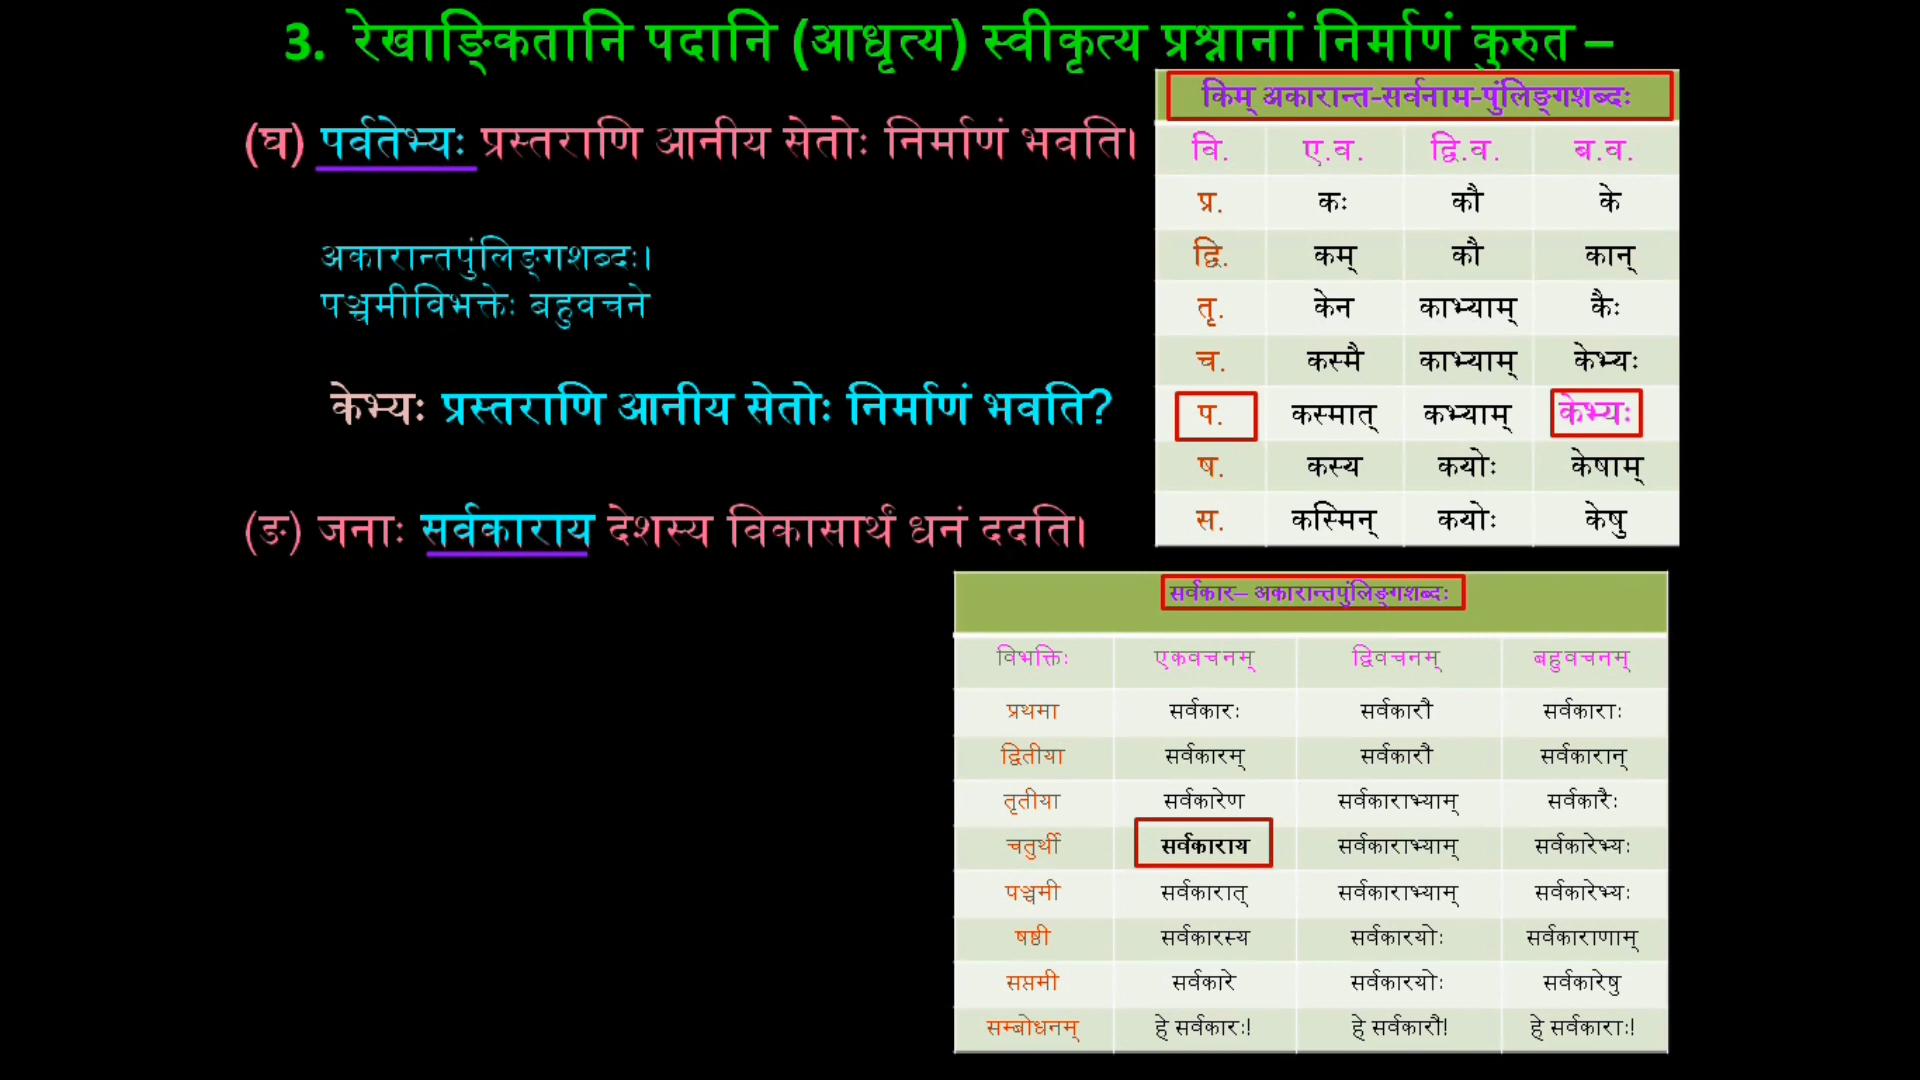 3. रेखाङ्कितानि पदानि (आधृत्य) स्वीकृत्य प्रश्नानां निर्माणं कुरुत –
(घ) पर्वतेभ्यः प्रस्तराणि आनीय सेतोः निर्माणं भवति।
अकारान्तपुंलिङ्गशब्दः।
पञ्चमीविभक्तेः बहुवचने
केभ्यः प्रस्तराणि आनीय सेतोः निर्माणं भवति?
(ङ) जनाः सर्वकाराय देशस्य विकासार्थं धनं ददति।
किम् अकारान्त-सर्वनाम-पुंलिङ्गशब्दः
वि. ए.व. द्वि.व. ब.व.
प्र. कः कौ के
द्वि. कम् कौ कान्
तृ. केन काभ्याम् कैः
च. कस्मै काभ्याम् केभ्यः
प. कस्मात् कभ्याम् केभ्यः
ष. कस्य कयोः केषाम्
स. कस्मिन् कयोः केषु
सर्वकार– अकारान्तपुंलिङ्गशब्दः
विभक्तिः एकवचनम् द्विवचनम् बहुवचनम्
प्रथमा सर्वकारः सर्वकारौ सर्वकाराः
द्वितीया सर्वकारम् सर्वकारौ सर्वकारान्
तृतीया सर्वकारेण सर्वकाराभ्याम् सर्वकारैः
चतुर्थी सर्वकाराय सर्वकाराभ्याम् सर्वकारेभ्यः
पञ्चमी सर्वकारात् सर्वकाराभ्याम् सर्वकारेभ्यः
षष्ठी सर्वकारस्य सर्वकारयोः सर्वकाराणाम्
सप्तमी सर्वकारे सर्वकारयोः सर्वकारेषु
सम्बोधनम् हे सर्वकारः! हे सर्वकारौ! हे सर्वकाराः!